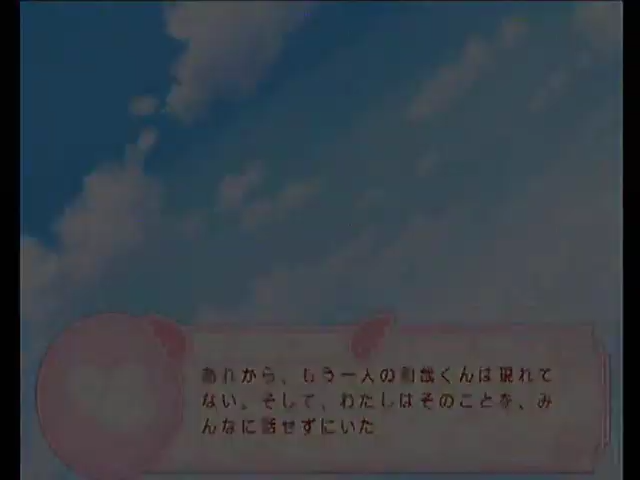 あれから、もう一人の和哉くんは現れて
ない。そして、わたしはそのことを、み
んなに話せずにいた